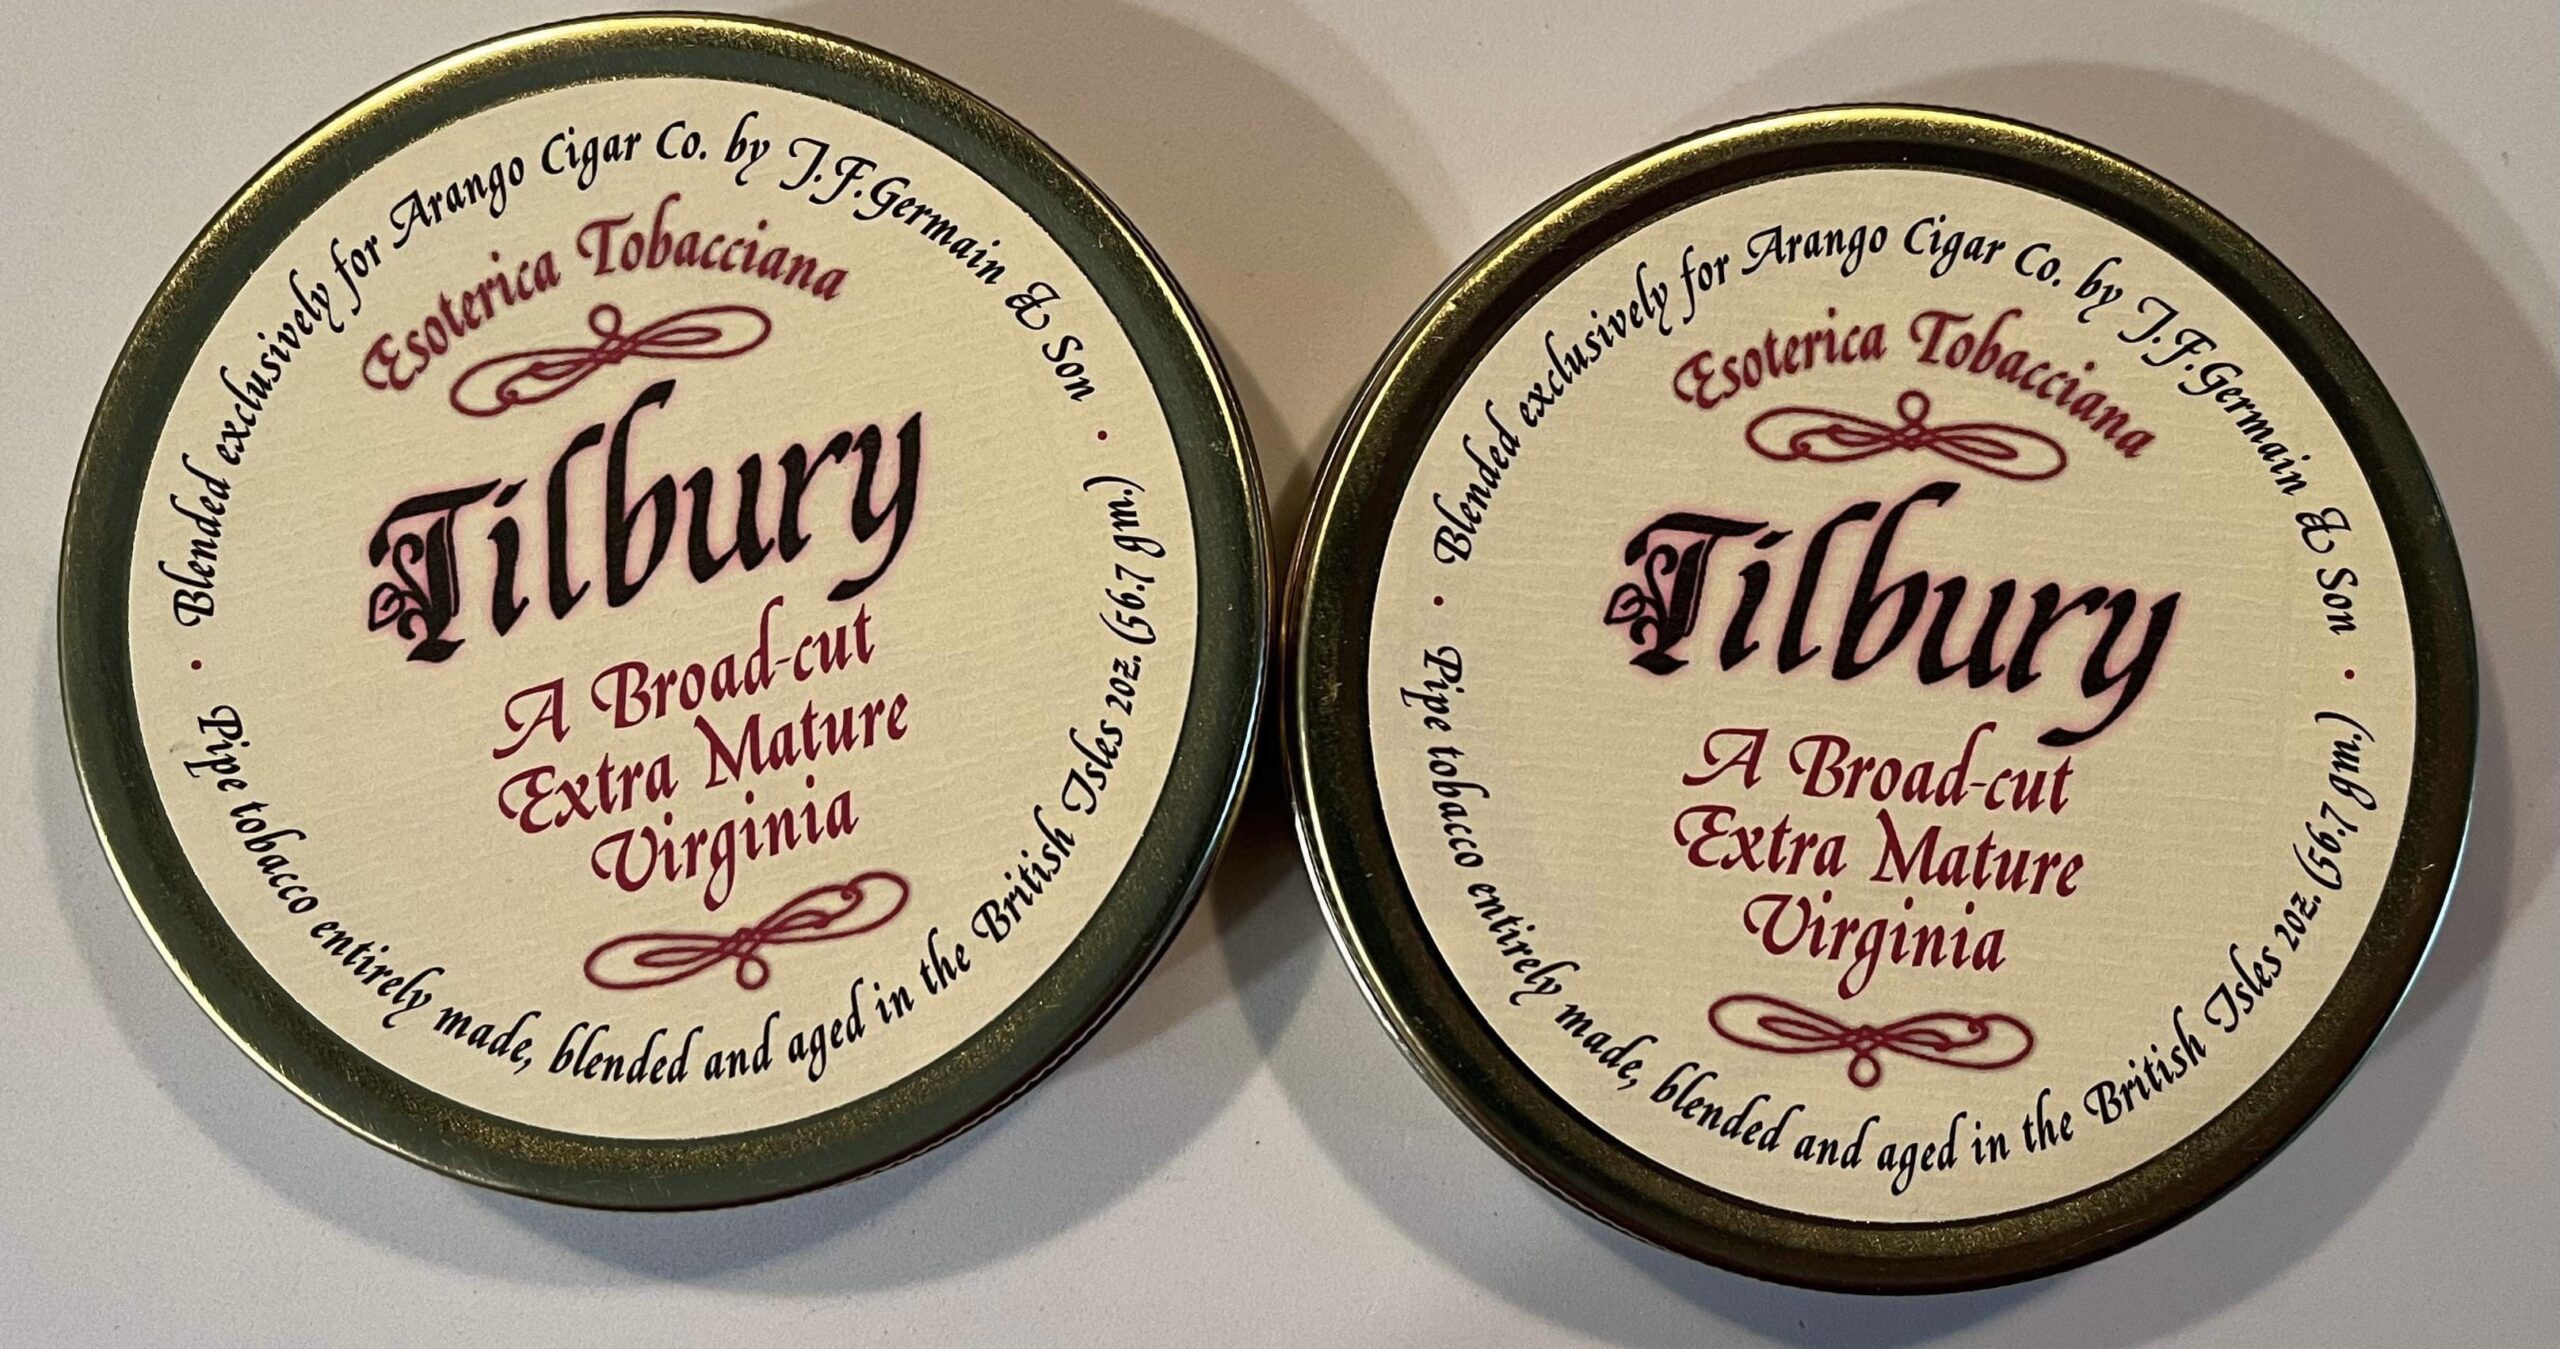 Blended exclusively for Arango Cigar Co. by J.F.Germain & Son
Esoterica Tobacciana
Tilbury
A Broad-cut
Extra Mature
Virginia
Pipe tobacco entirely made, blended and aged in the British Isles 2oz. (56.7 gm.)
Blended exclusively for Arango Cigar Co. by J.F.Germain & Son
Esoterica Tobacciana
Tilbury
A Broad-cut
Extra Mature
Virginia
Pipe tobacco entirely made, blended and aged in the British Isles 2oz. (56.7 gm.)